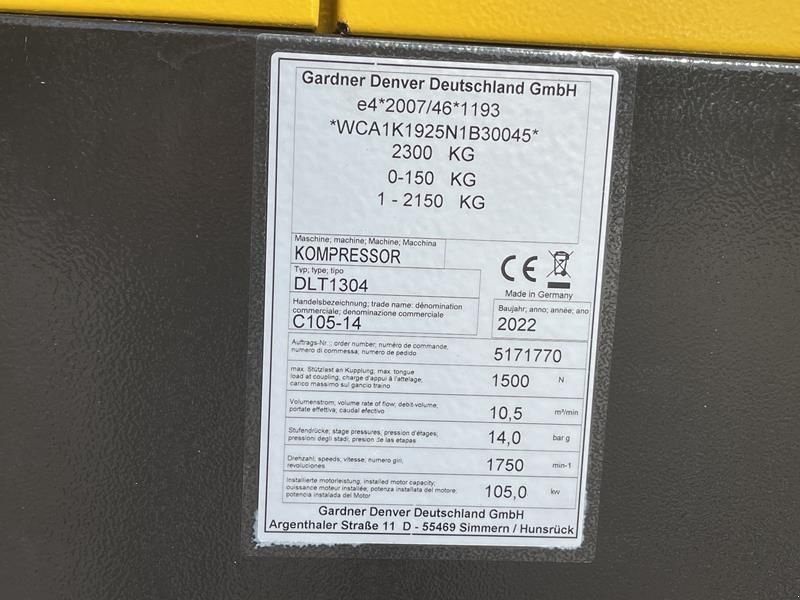 Gardner Denver Deutschland GmbH
e4*2007/46*1193
*WCA1K1925N1B30045*
2300 KG
0-150 KG
1 - 2150 KG
Maschine; machine; Machine; Macchina
KOMPRESSOR
Typ; type; tipo
DLT1304
Handelsbezeichnung; trade name: dénomination
commerciale; denominazione commerciale
C105-14
CE
Made in Germany
Baujahr; anno; année; ano
2022
Auftrags-Nr.:; order number; numéro de commande,
numero di commessa; numero de pedido
5171770
max. Stützlast an Kupplung; max. tongue
load at coupling; charge d'appui à l'attelage;
carico massimo sul gancio traino
1500 N
Volumenstrom; volume rate of flow; debit-volume;
portate effettiva; caudal efectivo
10,5 m³/min
Stufendrücke; stage pressures; pression d'étages;
pressioni degli stadi; presion de las etapas
14,0 bar g
Drehzahl; speeds; vitesse; numero giri;
revoluciones
1750 min-1
Installierte motorleistung; installed motor capacity;
puissance moteur installée; potenza installata del motore;
potencia instalada del Motor
105,0 kw
Gardner Denver Deutschland GmbH
Argenthaler Straße 11 D - 55469 Simmern / Hunsrück